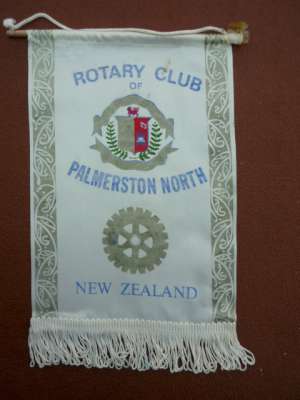 ROTARY CLUB
OF
PALMERSTON NORTH
NEW ZEALAND